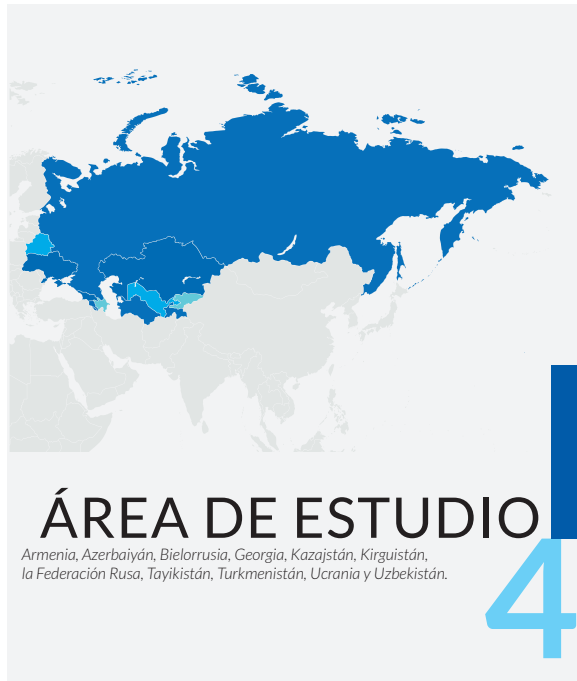 ÁREA DE ESTUDIO
Armenia, Azerbaiyán, Bielorrusia, Georgia, Kazajstán, Kirguistán,
la Federación Rusa, Tayikistán, Turkmenistán, Ucrania y Uzbekistán.
4